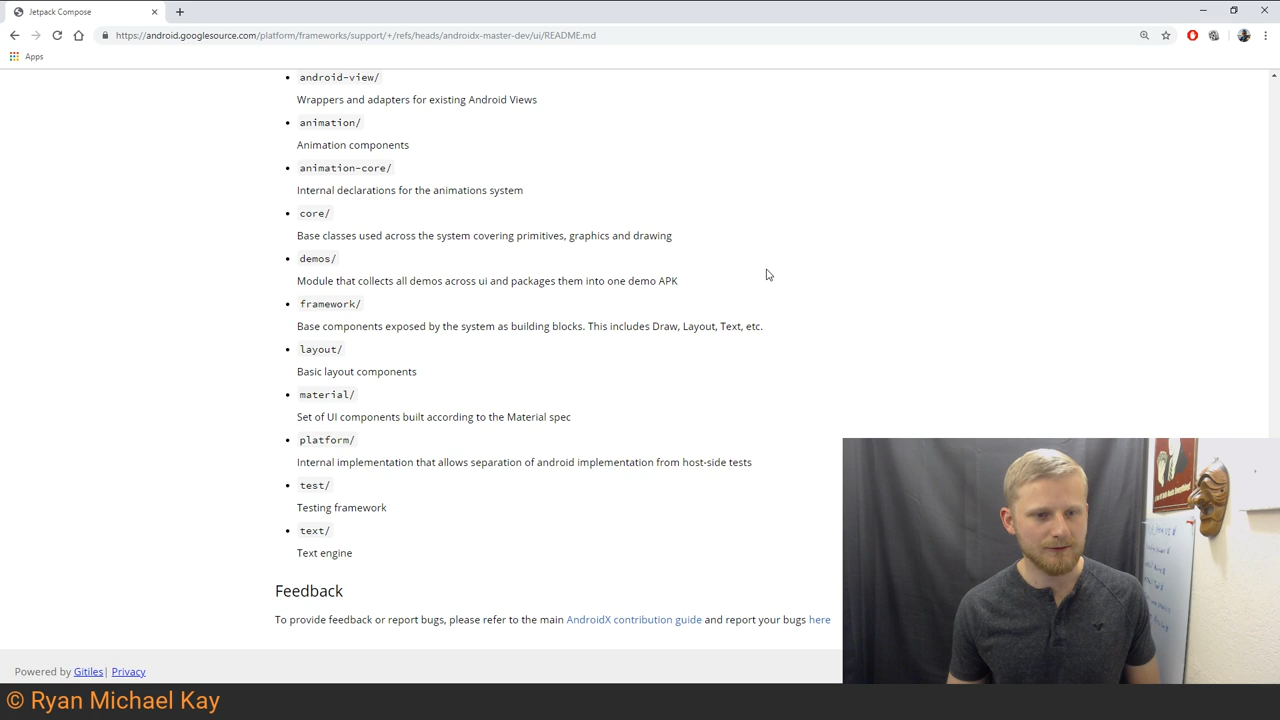 Jetpack Compose
https://android.googlesource.com/platform/frameworks/support/+/refs/heads/androidx-master-dev/ui/README.md
Apps
android-view/
Wrappers and adapters for existing Android Views
animation/
Animation components
animation-core/
Internal declarations for the animations system
core/
Base classes used across the system covering primitives, graphics and drawing
demos/
Module that collects all demos across ui and packages them into one demo APK
framework/
Base components exposed by the system as building blocks. This includes Draw, Layout, Text, etc.
layout/
Basic layout components
material/
Set of UI components built according to the Material spec
platform/
Internal implementation that allows separation of android implementation from host-side tests
test/
Testing framework
text/
Text engine
Feedback
To provide feedback or report bugs, please refer to the main AndroidX contribution guide and report your bugs here
Powered by Gitiles| Privacy
© Ryan Michael Kay